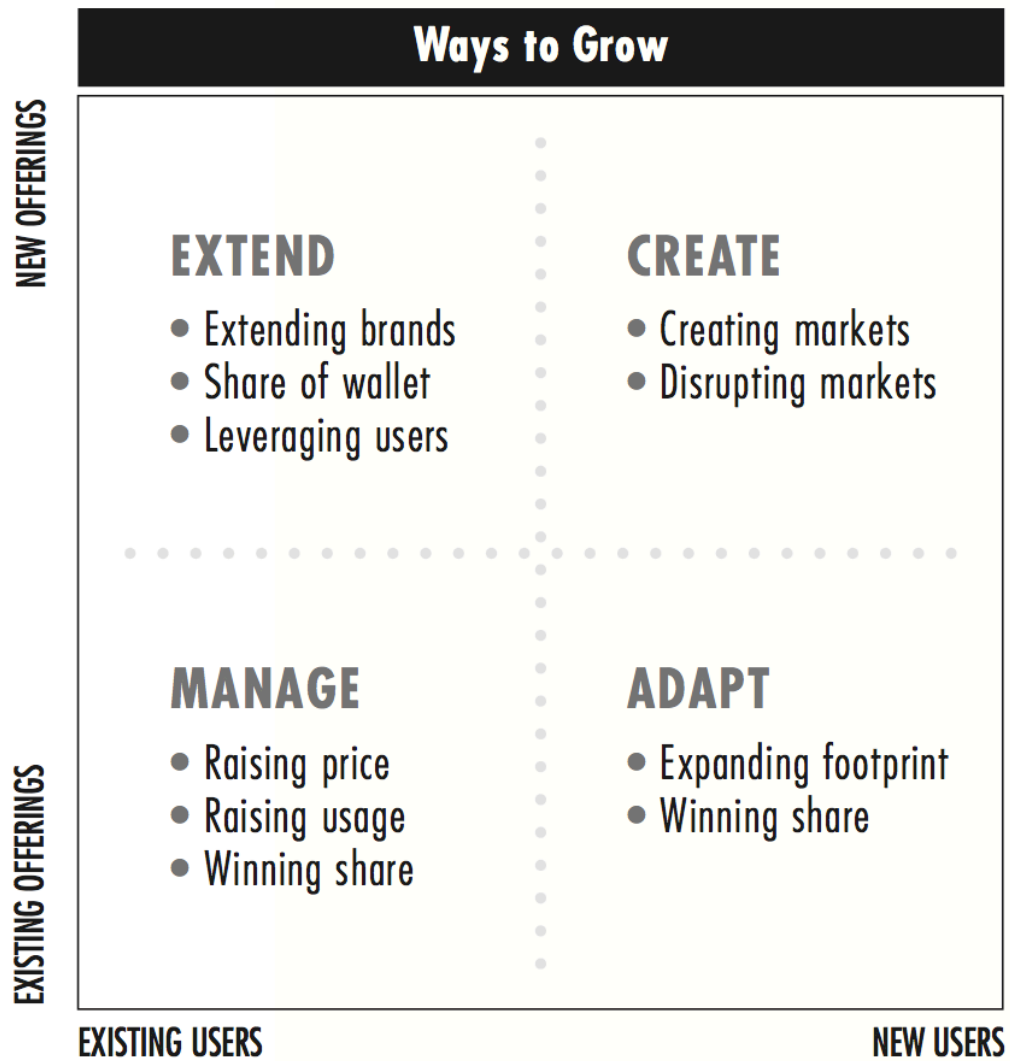 Ways to Grow
NEW OFFERINGS
EXTEND
• Extending brands
• Share of wallet
• Leveraging users
CREATE
• Creating markets
• Disrupting markets
EXISTING OFFERINGS
MANAGE
• Raising price
• Raising usage
• Winning share
ADAPT
• Expanding footprint
• Winning share
EXISTING USERS
NEW USERS